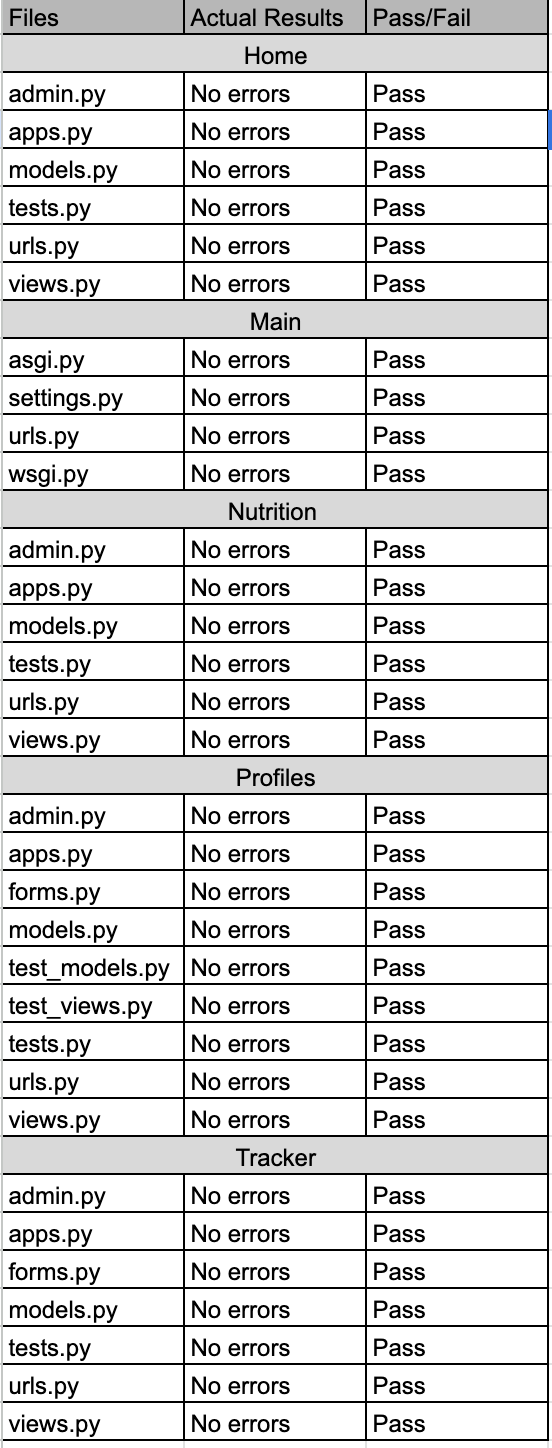 Files Actual Results Pass/Fail
Home
admin.py No errors Pass
apps.py No errors Pass
models.py No errors Pass
tests.py No errors Pass
urls.py No errors Pass
views.py No errors Pass
Main
asgi.py No errors Pass
settings.py No errors Pass
urls.py No errors Pass
wsgi.py No errors Pass
Nutrition
admin.py No errors Pass
apps.py No errors Pass
models.py No errors Pass
tests.py No errors Pass
urls.py No errors Pass
views.py No errors Pass
Profiles
admin.py No errors Pass
apps.py No errors Pass
forms.py No errors Pass
models.py No errors Pass
test_models.py No errors Pass
test_views.py No errors Pass
tests.py No errors Pass
urls.py No errors Pass
views.py No errors Pass
Tracker
admin.py No errors Pass
apps.py No errors Pass
forms.py No errors Pass
models.py No errors Pass
tests.py No errors Pass
urls.py No errors Pass
views.py No errors Pass